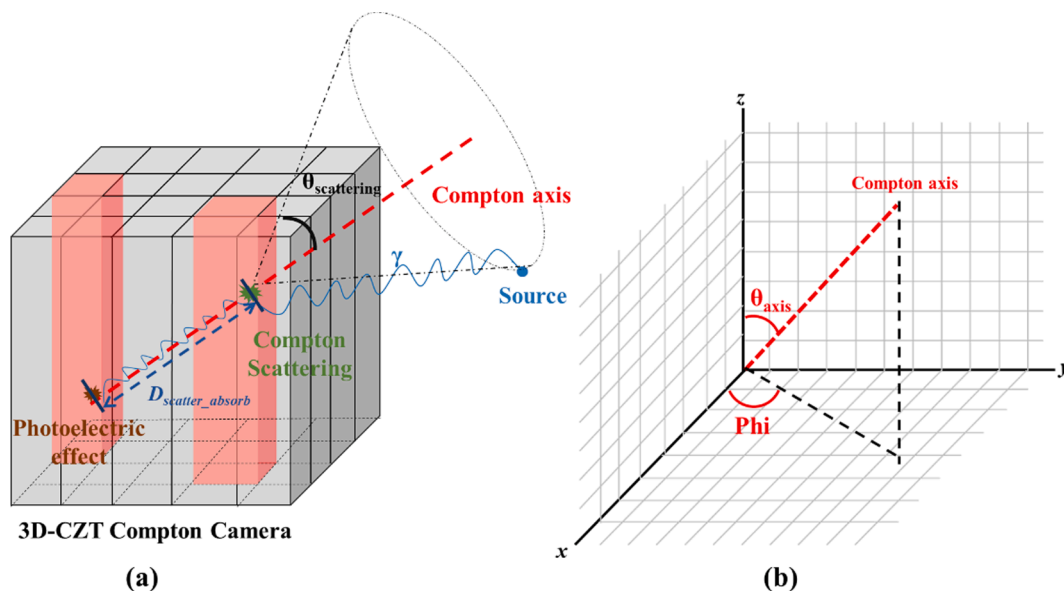 θscattering
Compton axis
γ
Source
Compton
Scattering
Dscatter_absorb
Photoelectric
effect
3D-CZT Compton Camera
(a)
z
Compton axis
θaxis
y
Phi
x
(b)